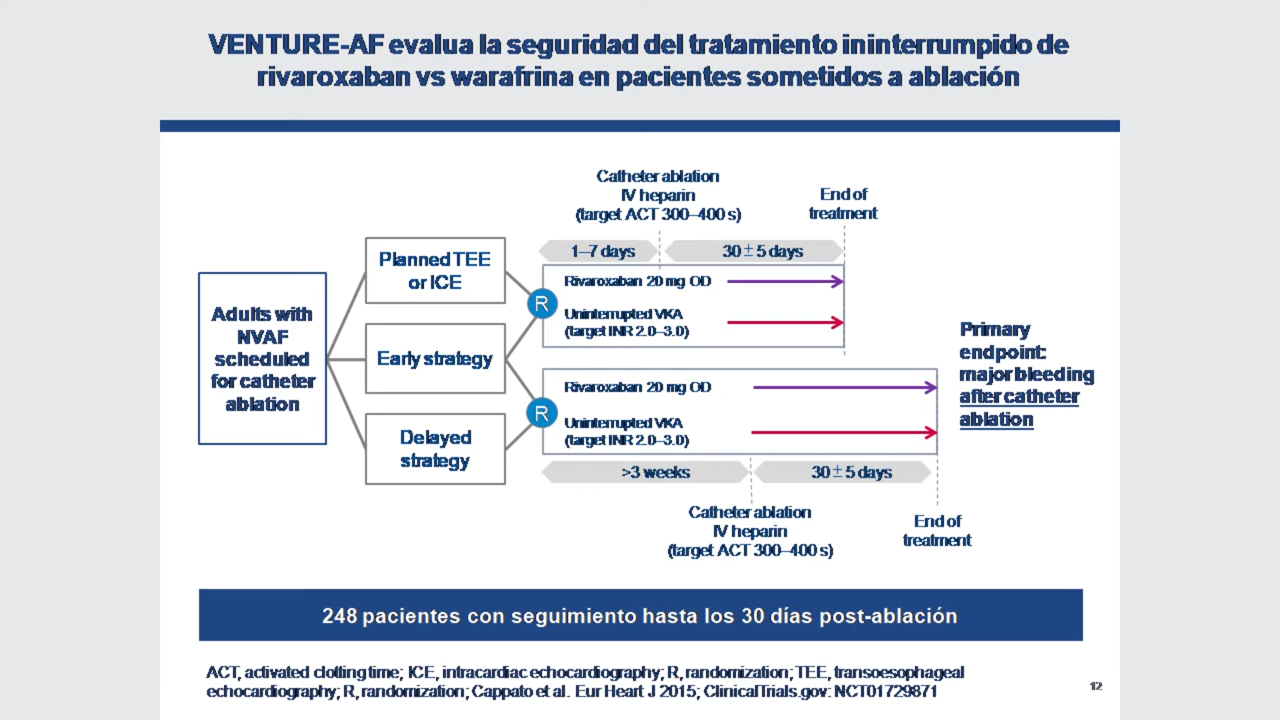 VENTURE-AF evalua la seguridad del tratamiento ininterrumpido de
rivaroxaban vs warafrina en pacientes sometidos a ablación
Catheter ablation
IV heparin
(target ACT 300–400 s)
End of
treatment
1–7 days
30 ± 5 days
Planned TEE
or ICE
Adults with
NVAF
scheduled
for catheter
ablation
Early strategy
Delayed
strategy
R
Rivaroxaban 20 mg OD
Uninterrupted VKA
(target INR 2.0–3.0)
R
Rivaroxaban 20 mg OD
Uninterrupted VKA
(target INR 2.0–3.0)
Primary
endpoint:
major bleeding
after catheter
ablation
>3 weeks
30 ± 5 days
Catheter ablation
IV heparin
(target ACT 300–400 s)
End of
treatment
248 pacientes con seguimiento hasta los 30 días post-ablación
ACT, activated clotting time; ICE, intracardiac echocardiography; R, randomization; TEE, transoesophageal
echocardiography; R, randomization; Cappato et al. Eur Heart J 2015; ClinicalTrials.gov: NCT01729871
12